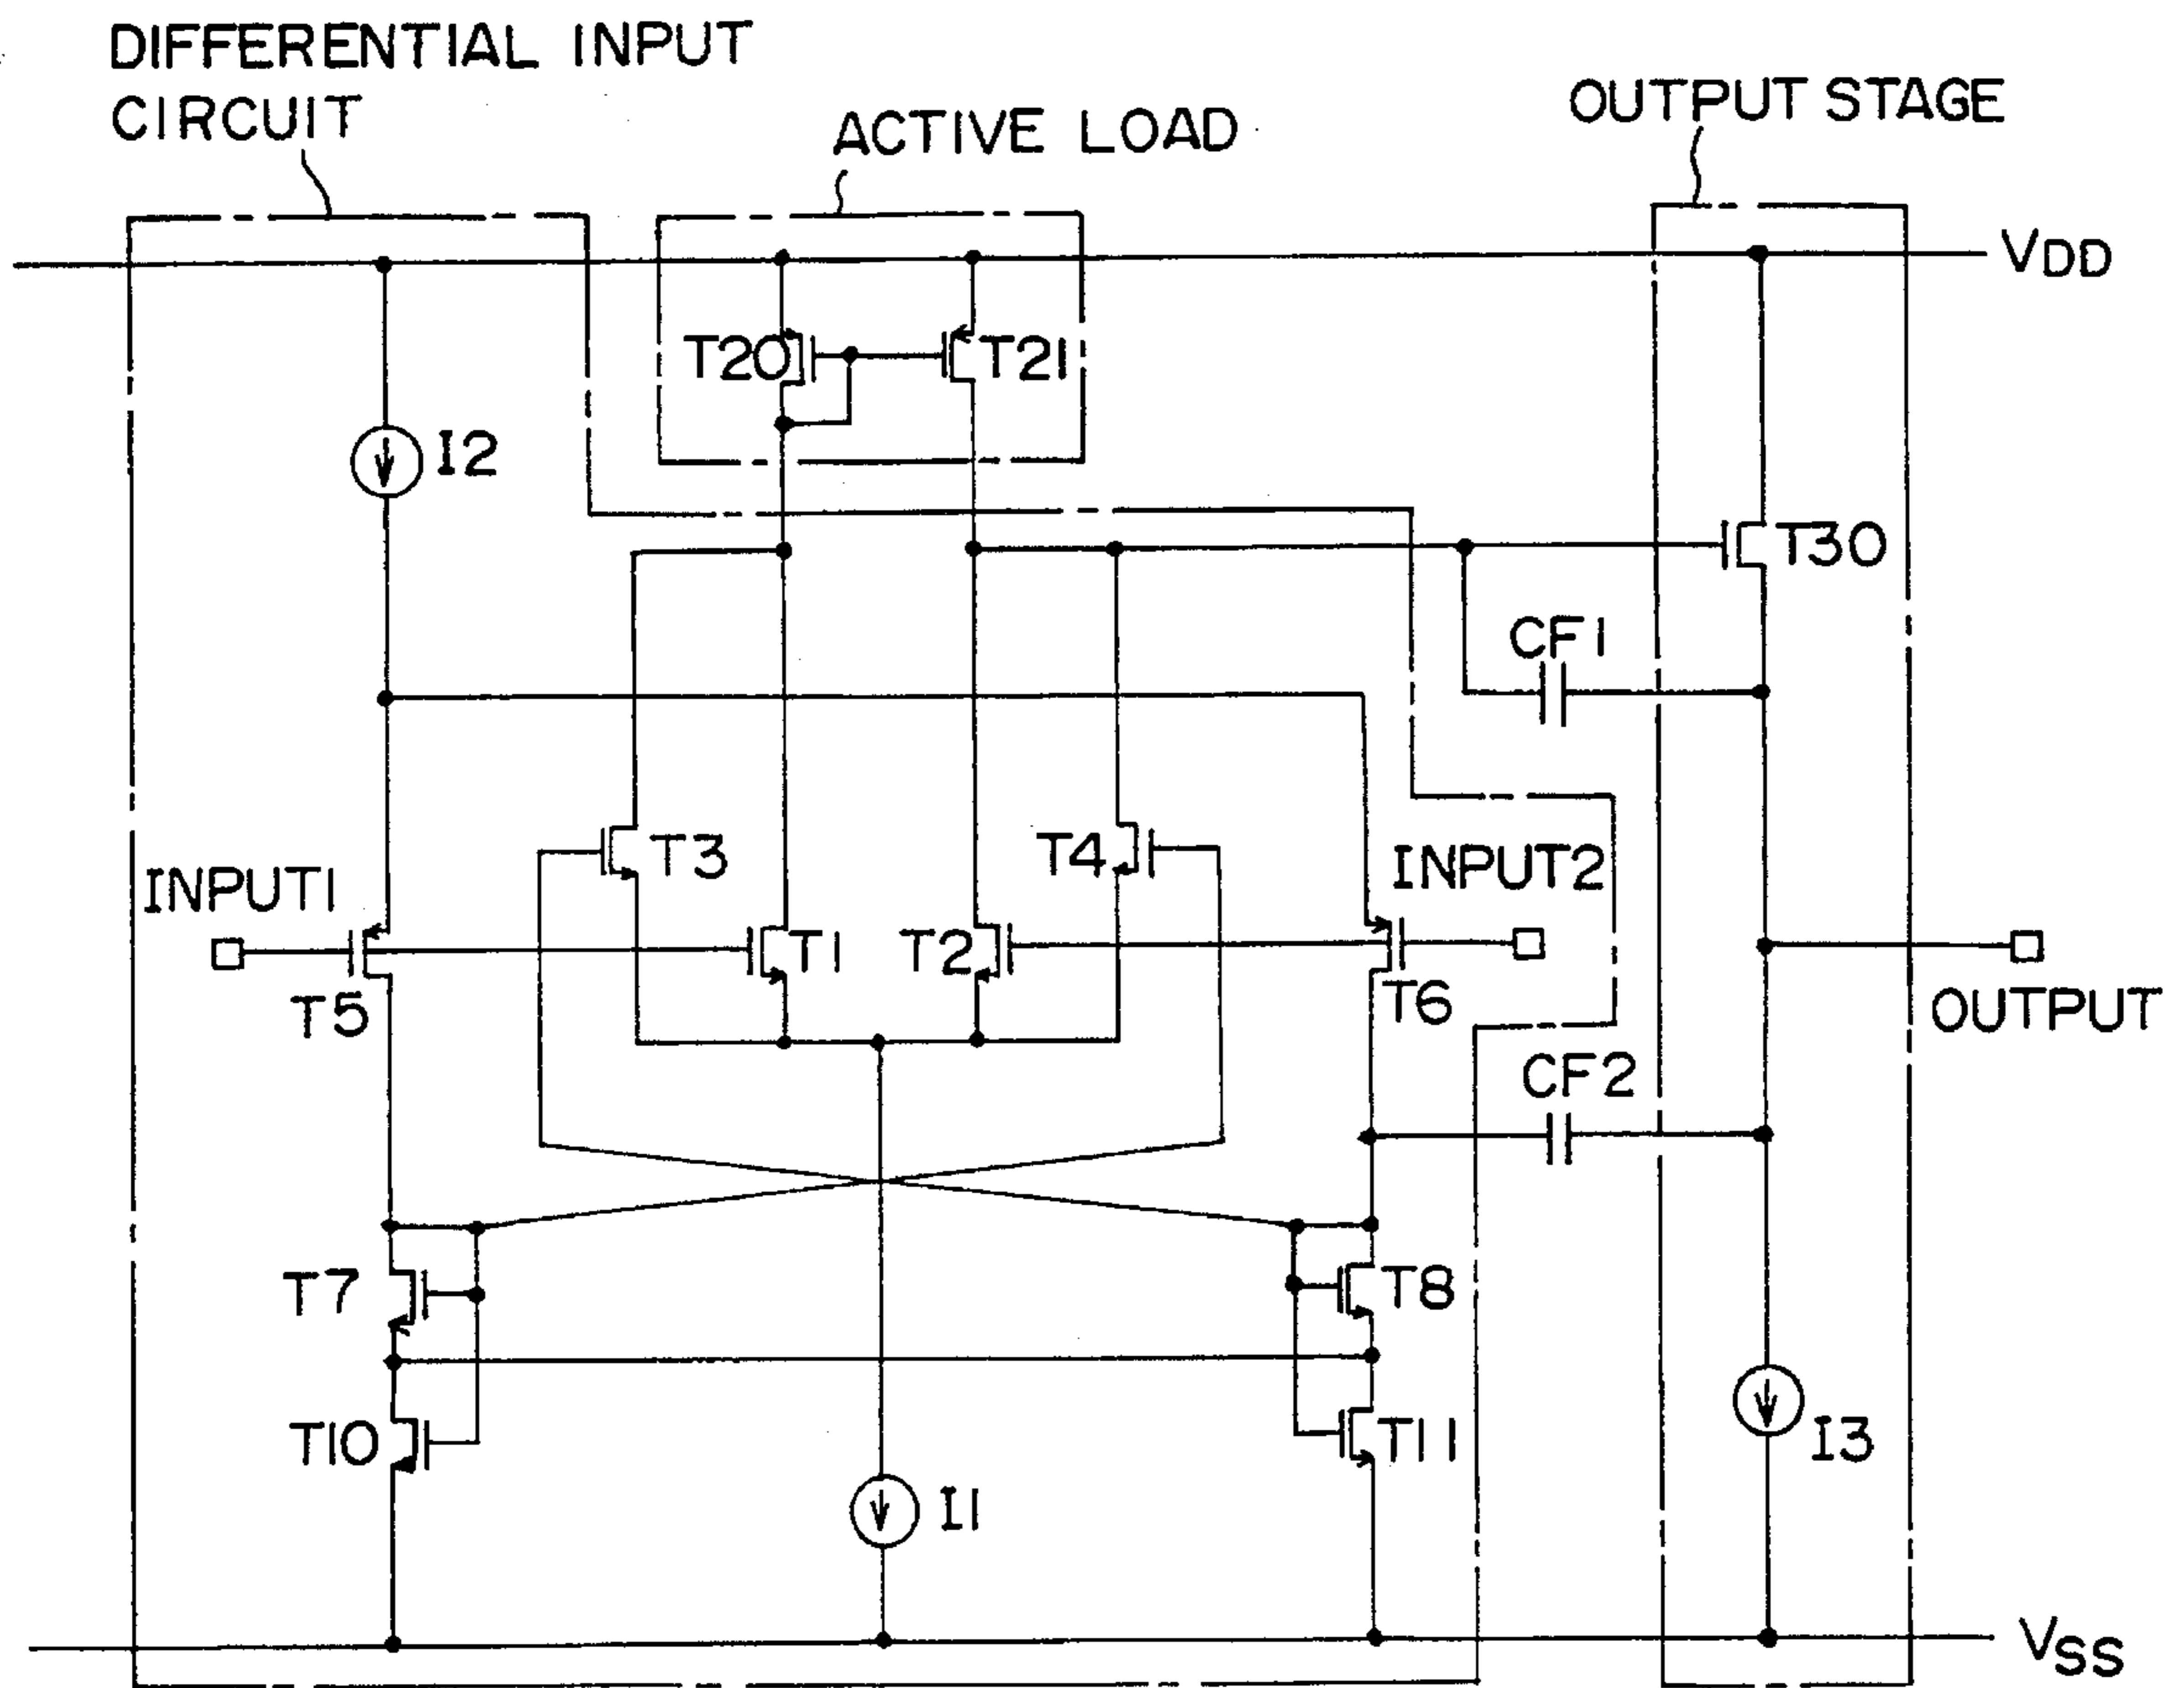 DIFFERENTIAL INPUT
CIRCUIT
ACTIVE LOAD
OUTPUT STAGE
VDD
T20
T21
I2
T30
CF1
T3
T4
INPUT1
INPUT2
T1
T2
T5
T6
OUTPUT
CF2
T7
T8
T10
T11
I3
I1
VSS